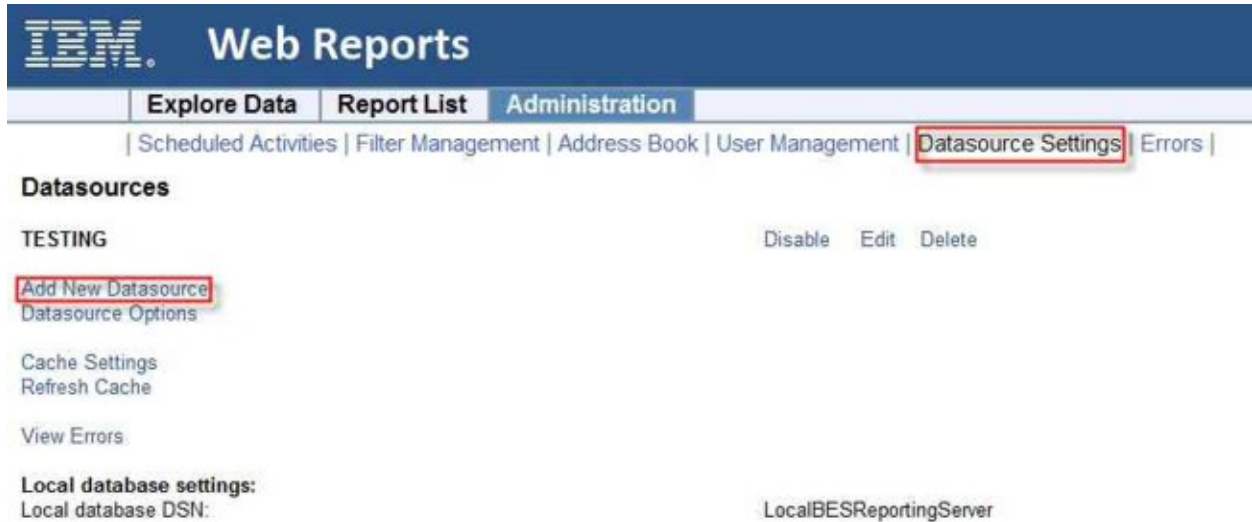 IBM. Web Reports
Explore Data Report List Administration
| Scheduled Activities | Filter Management | Address Book | User Management | Datasource Settings | Errors |
Datasources
TESTING Disable Edit Delete
Add New Datasource
Datasource Options
Cache Settings
Refresh Cache
View Errors
Local database settings:
Local database DSN: LocalBESReportingServer